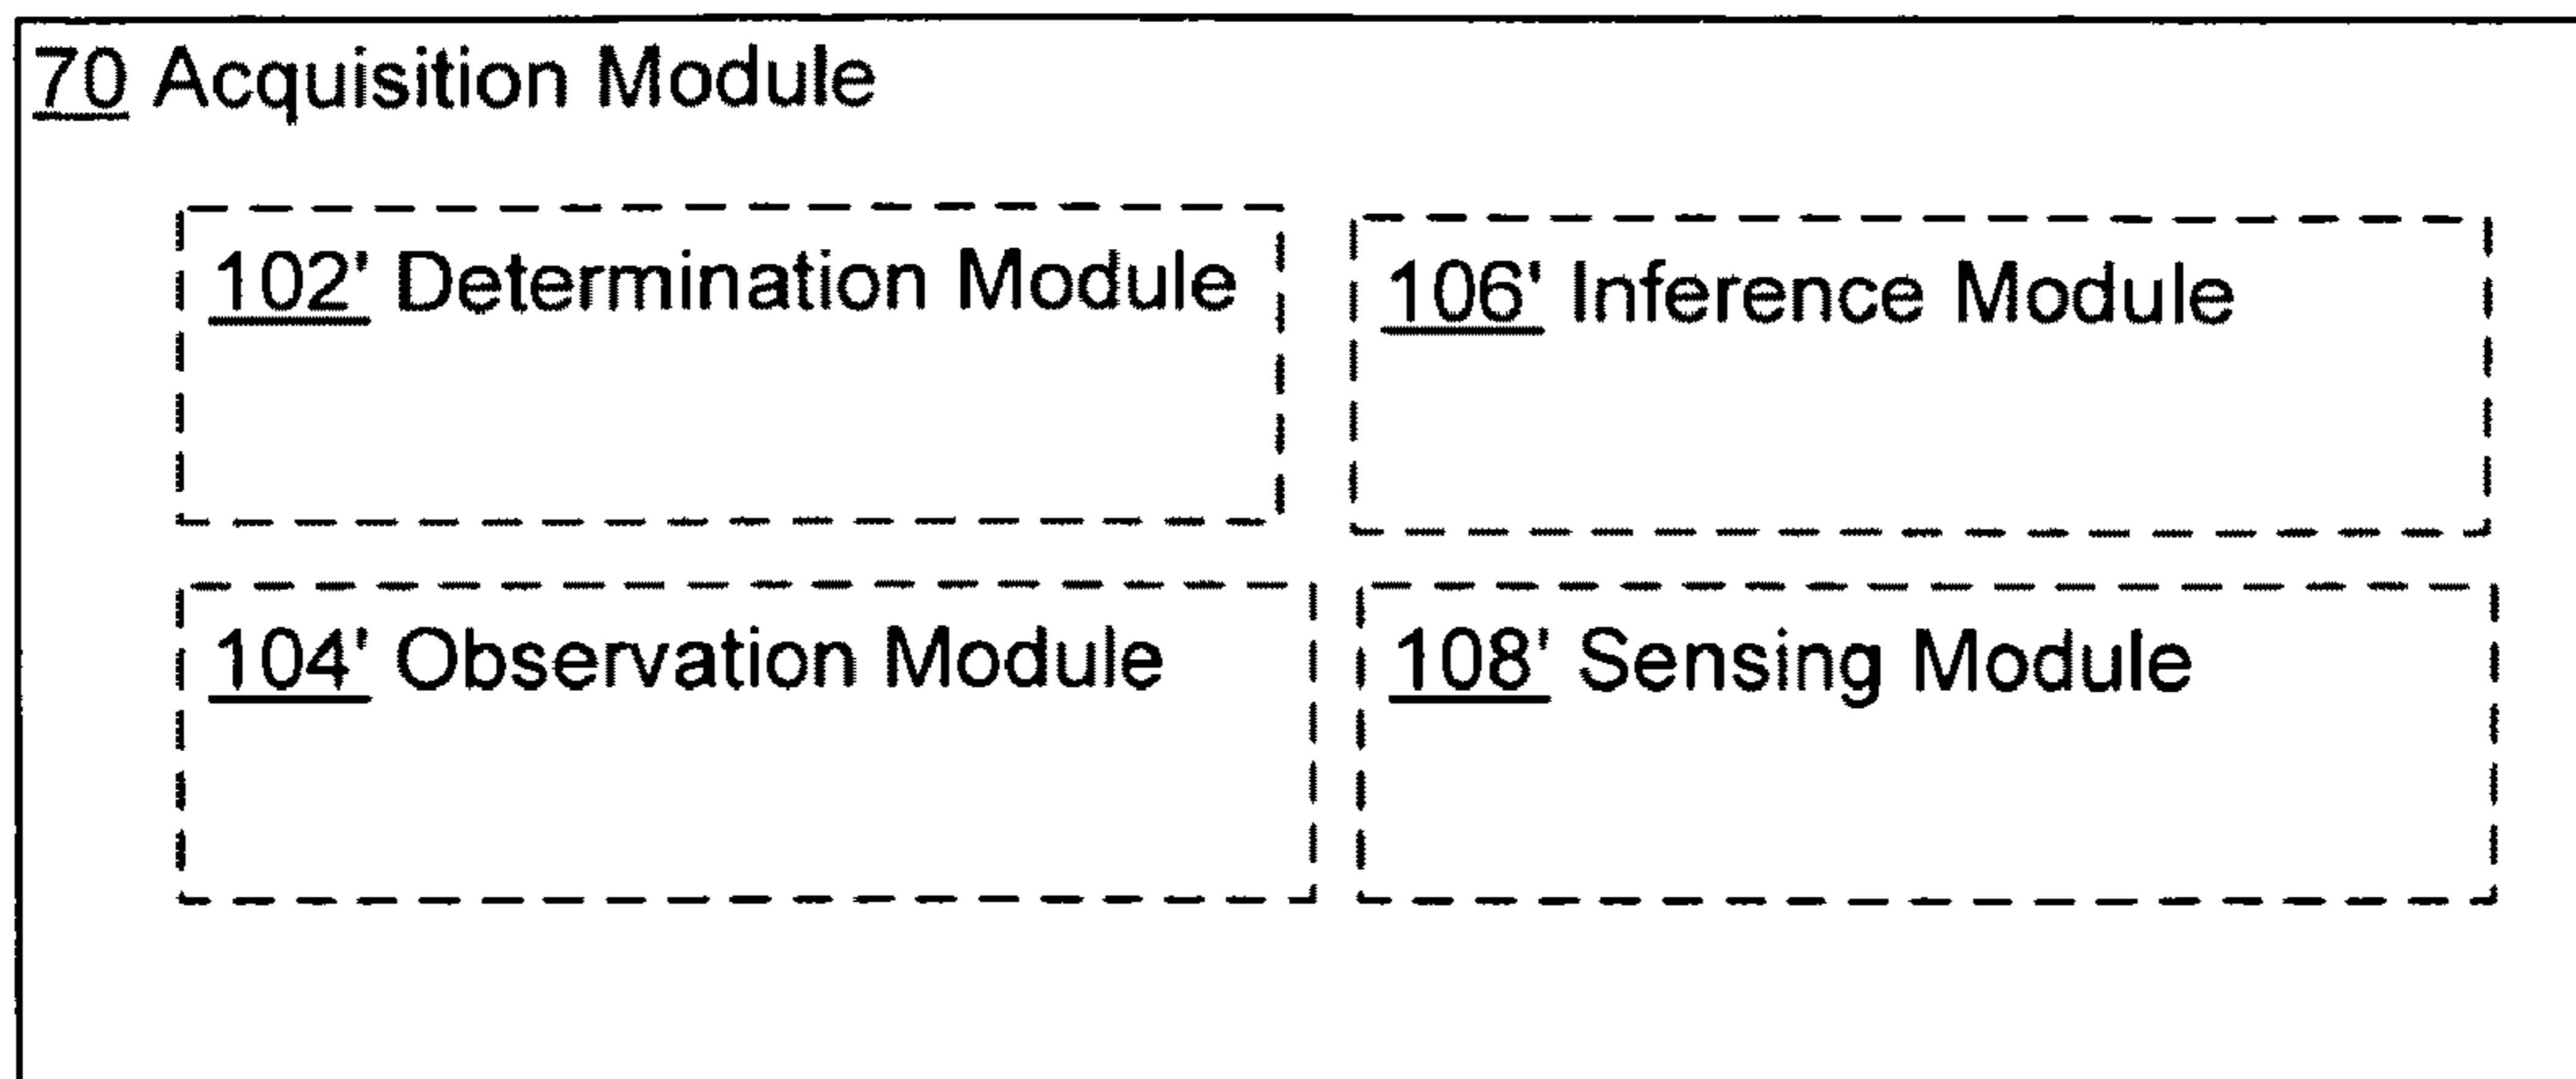 70 Acquisition Module
102' Determination Module
106' Inference Module
104' Observation Module
108' Sensing Module